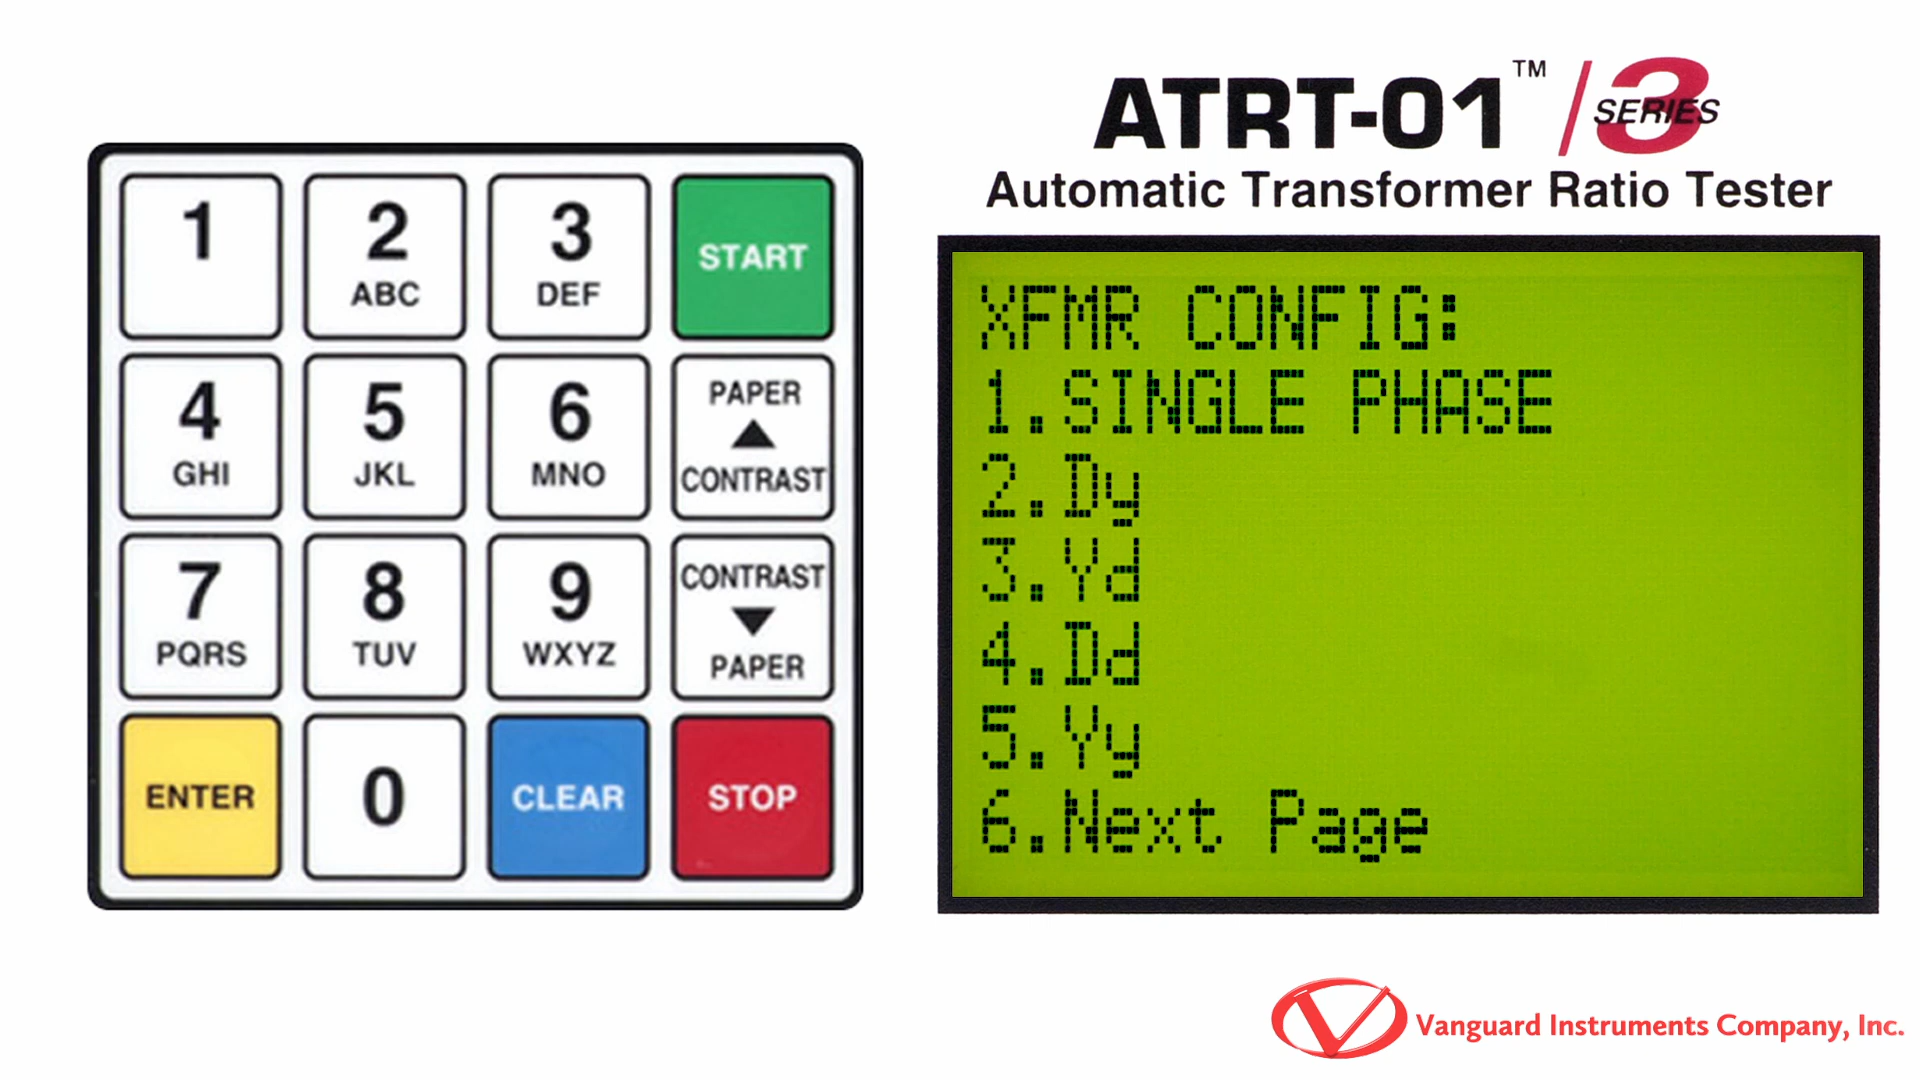 1
2
ABC
3
DEF
START
4
GHI
5
JKL
6
MNO
PAPER
CONTRAST
7
PQRS
8
TUV
9
WXYZ
CONTRAST
PAPER
ENTER
0
CLEAR
STOP
ATRT-01™/3
SERIES
Automatic Transformer Ratio Tester
XFMR CONFIG:
1.SINGLE PHASE
2.Dy
3.Yd
4.Dd
5.Yy
6.Next Page
Vanguard Instruments Company, Inc.